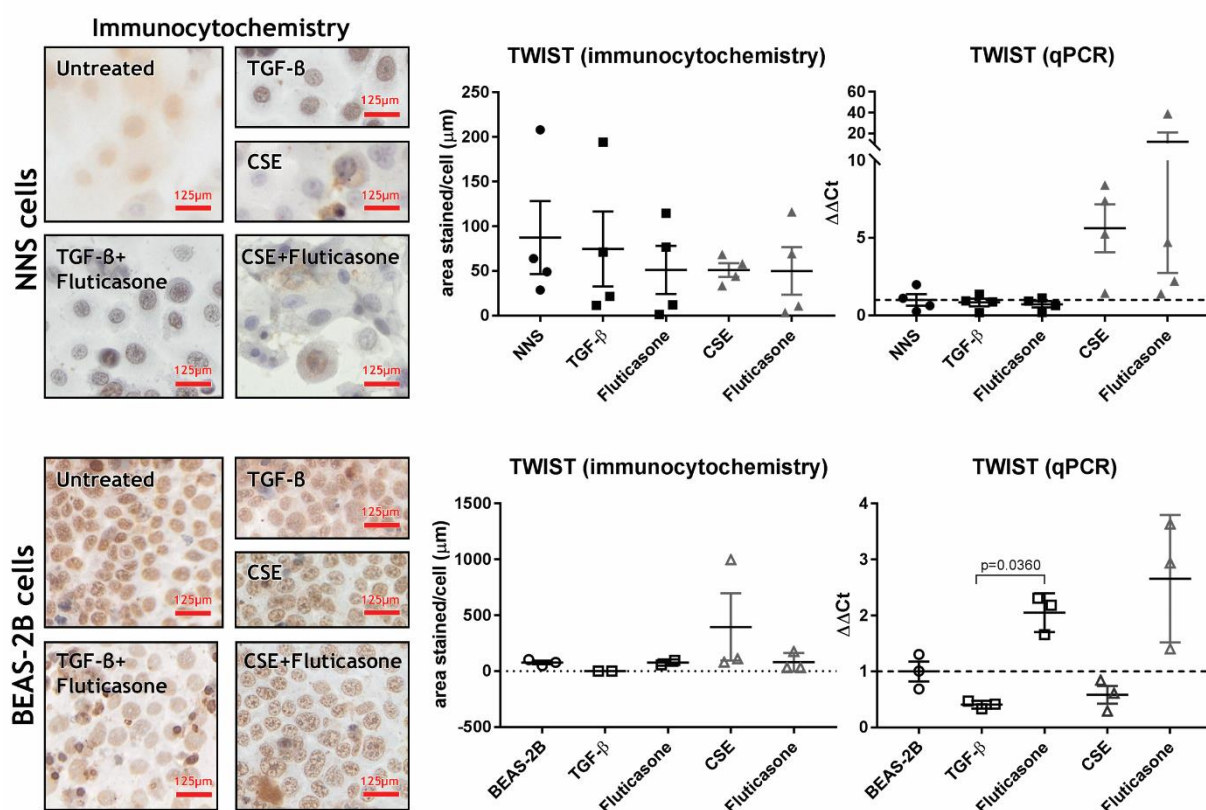 Immunocytochemistry
NNS cells
Untreated
125µm
TGF-ß
125µm
CSE
125µm
TGF-ß+
Fluticasone
125µm
CSE+Fluticasone
125µm
TWIST (immunocytochemistry)
area stained/cell (µm)
250
200
150
100
50
0
NNS
TGF-β
Fluticasone
CSE
Fluticasone
TWIST (qPCR)
ΔΔCt
60
40
20
10
5
0
NNS
TGF-β
Fluticasone
CSE
Fluticasone
BEAS-2B cells
Untreated
125µm
TGF-ß
125µm
CSE
125µm
TGF-ß+
Fluticasone
125µm
CSE+Fluticasone
125µm
TWIST (immunocytochemistry)
area stained/cell (µm)
1500
1000
500
0
-500
BEAS-2B
TGF-β
Fluticasone
CSE
Fluticasone
TWIST (qPCR)
ΔΔCt
4
3
2
1
0
p=0.0360
BEAS-2B
TGF-β
Fluticasone
CSE
Fluticasone